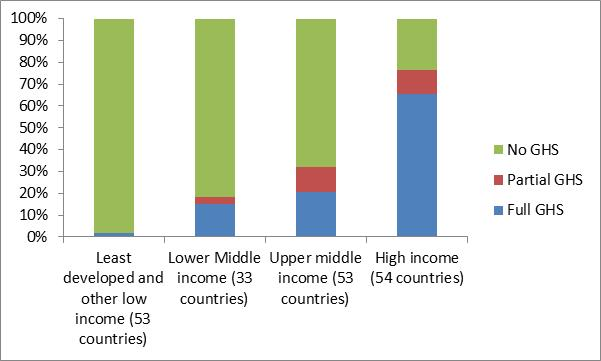 100%
90%
80%
70%
60%
50%
40%
30%
20%
10%
0%
No GHS
Partial GHS
Full GHS
Least
developed and
other low
income (53
countries)
Lower Middle
income (33
countries)
Upper middle
income (53
countries)
High income
(54 countries)